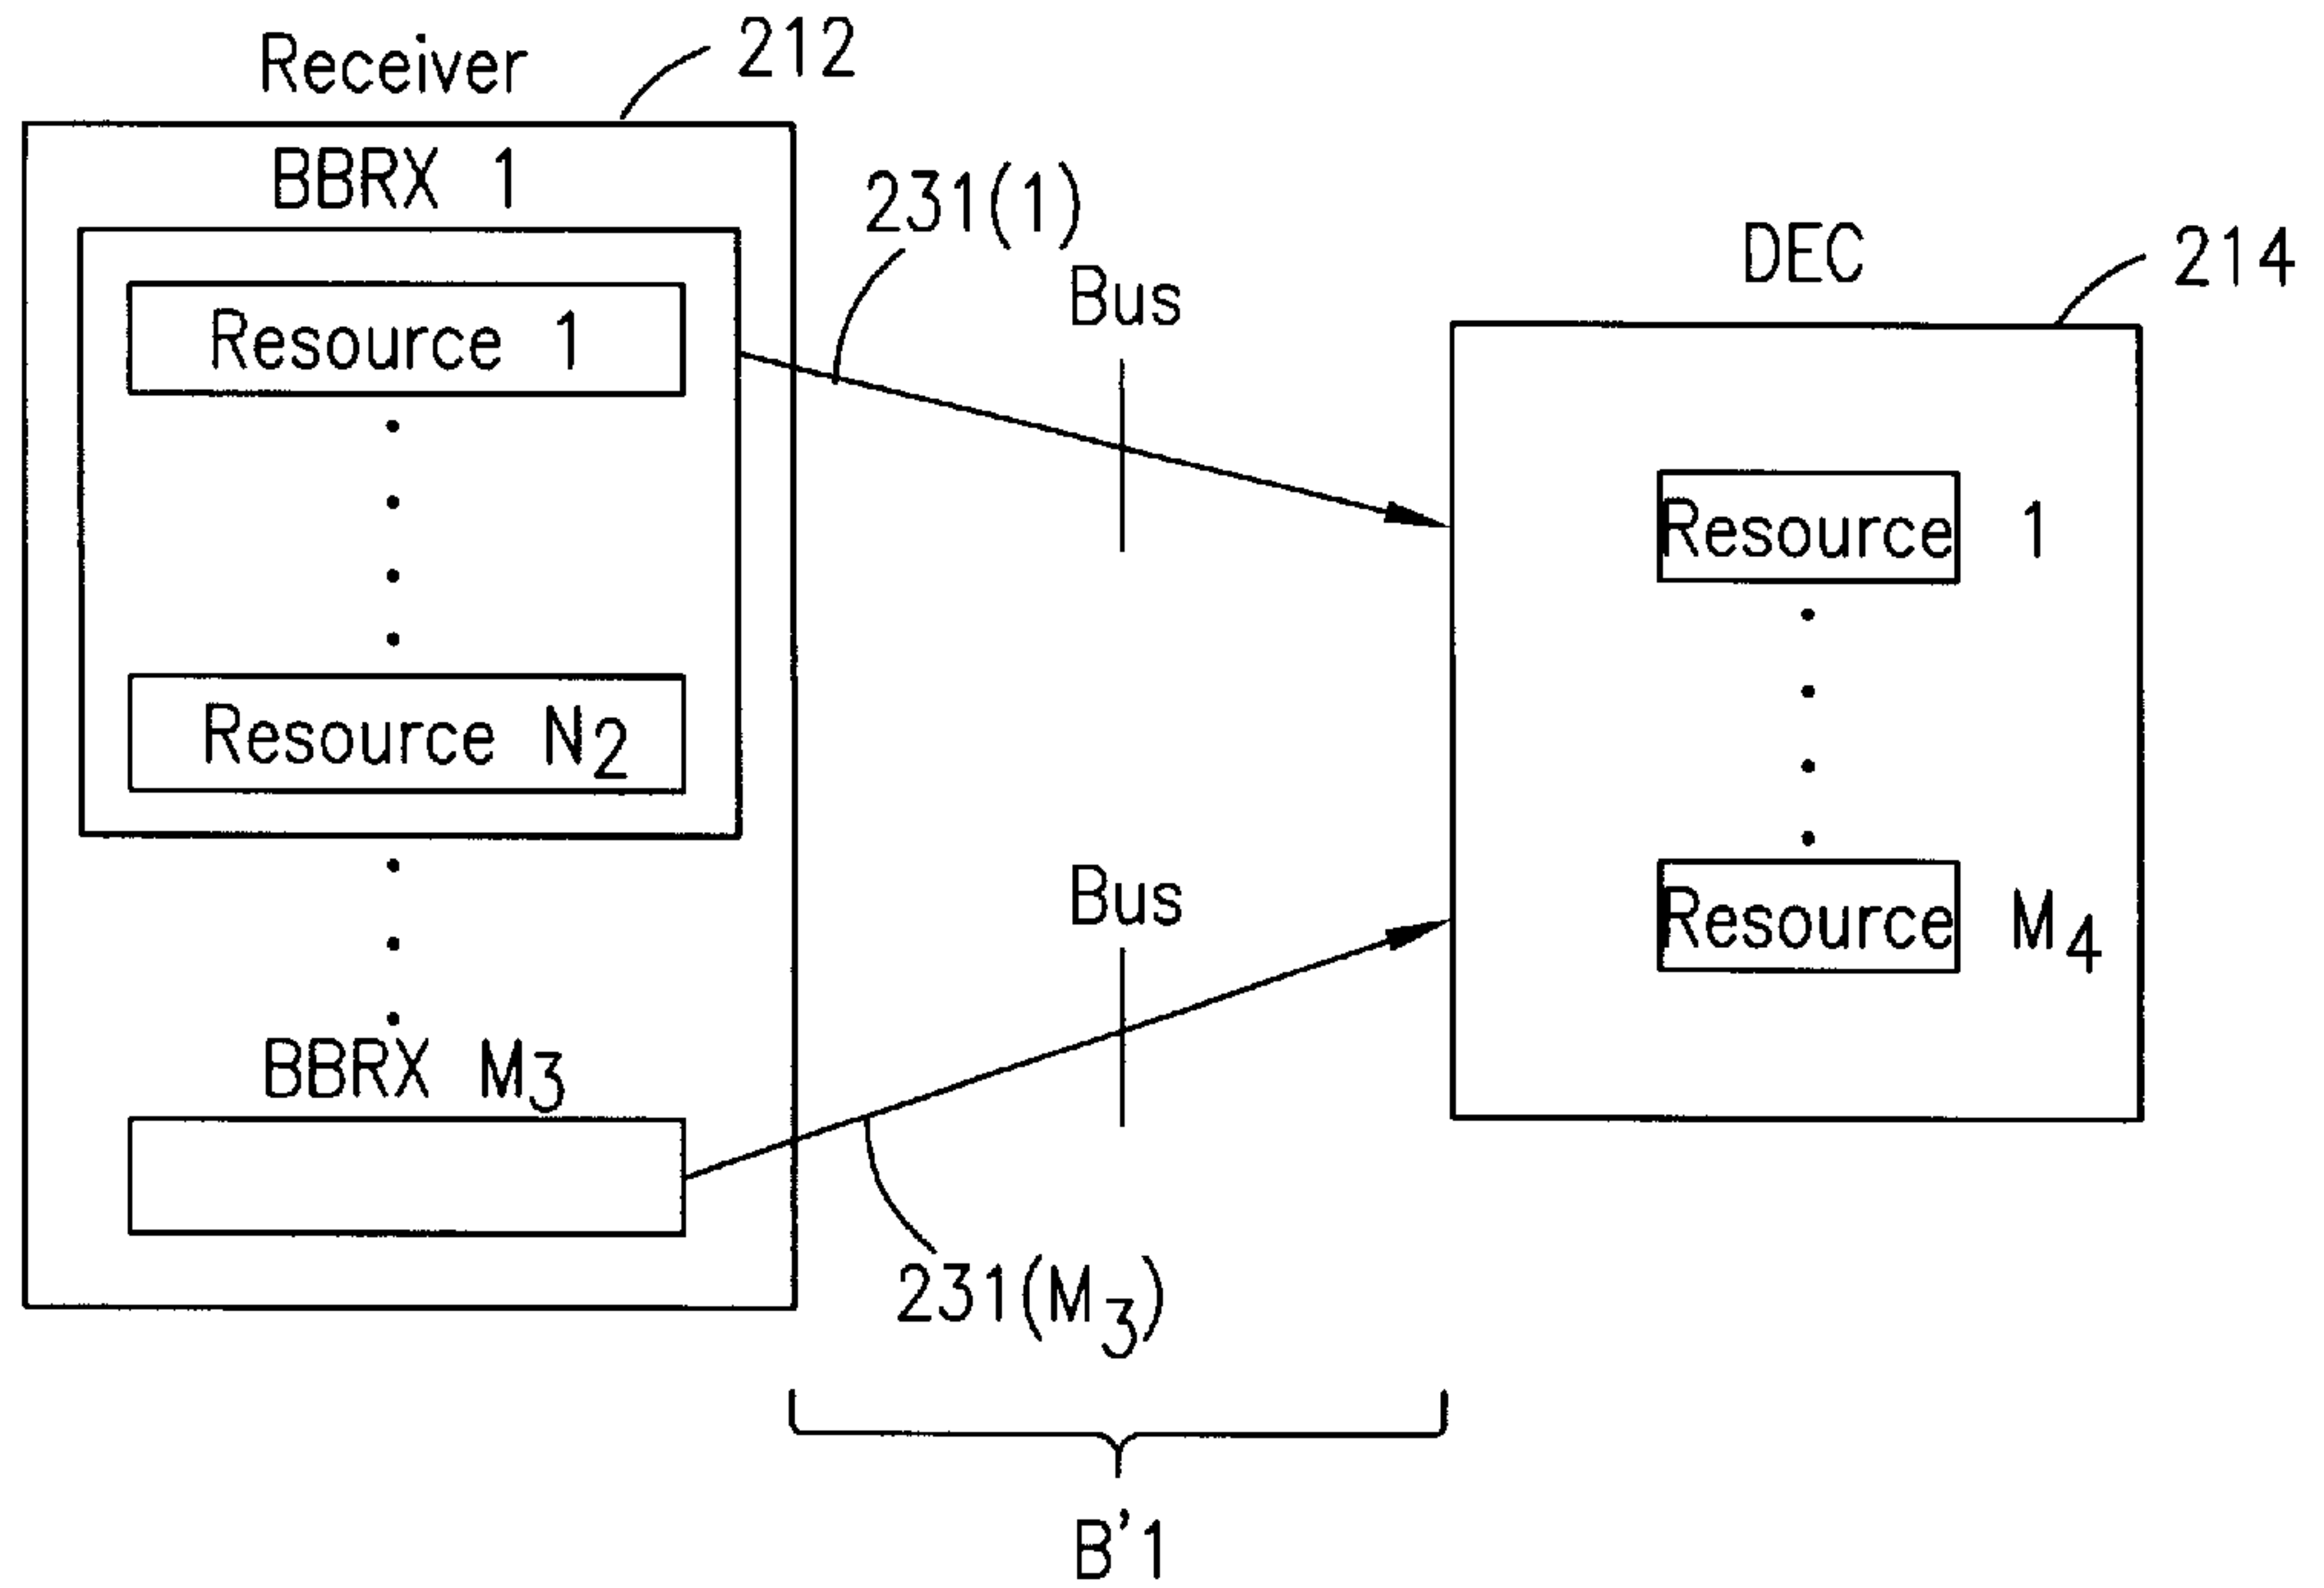 Receiver
212
BBRX 1
231(1)
Resource 1
Bus
DEC
214
Resource 1
Resource N2
Bus
Resource M4
BBRX M3
231(M3)
B'1